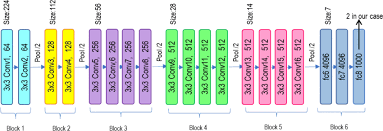 Size:224
3x3 Conv1, 64
3x3 Conv2, 64
Block 1
Pool /2
Size:112
3x3 Conv3, 128
3x3 Conv4, 128
Block 2
Pool /2
Size:56
3x3 Conv5, 256
3x3 Conv6, 256
3x3 Conv7, 256
3x3 Conv8, 256
Block 3
Pool /2
Size:28
3x3 Conv9, 512
3x3 Conv10, 512
3x3 Conv11, 512
3x3 Conv12, 512
Block 4
Pool /2
Size:14
3x3 Conv13, 512
3x3 Conv14, 512
3x3 Conv15, 512
3x3 Conv16, 512
Block 5
Pool /2
Size:7
fc6 4096
fc7 4096
fc8 1000
Block 6
2 in our case